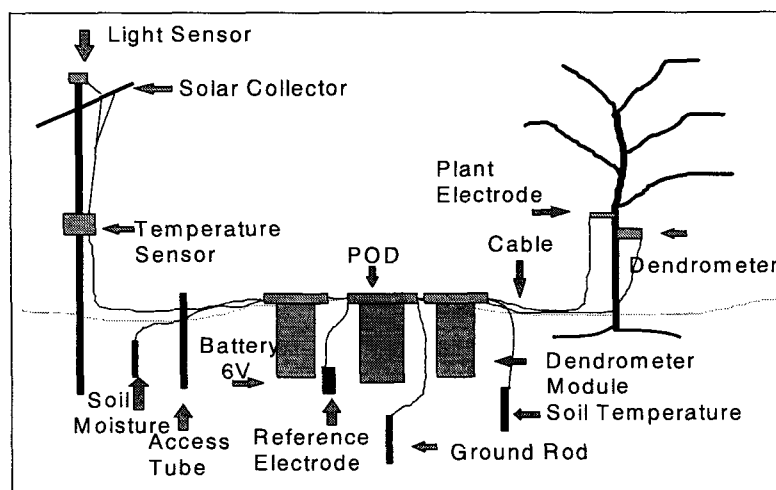 Light Sensor
Solar Collector
Plant
Electrode
Temperature
Sensor
POD
Cable
Dendrometer
Battery
6V
Dendrometer
Module
Soil
Moisture
Access
Tube
Reference
Electrode
Soil Temperature
Ground Rod